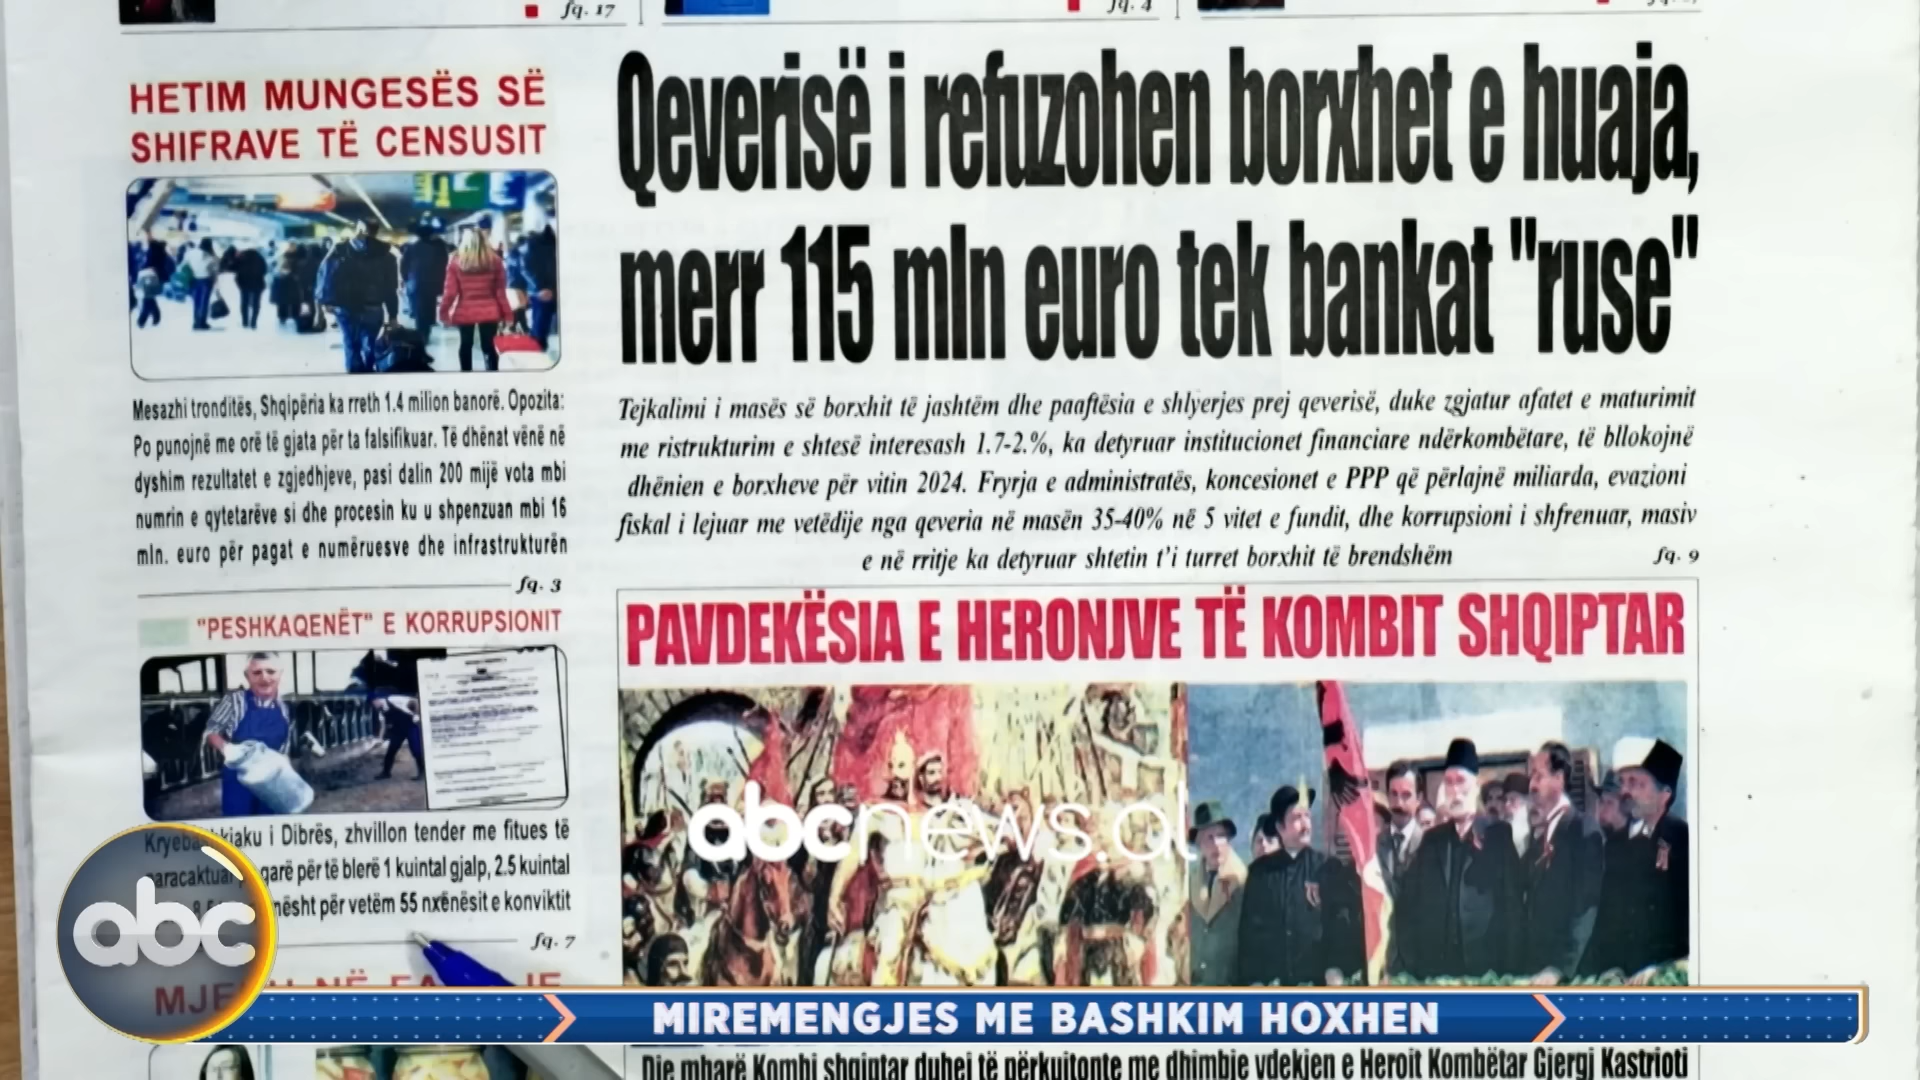 fq. 17
fq. 4
HETIM MUNGESËS SË
SHIFRAVE TË CENSUSIT
Mesazhi tronditës, Shqipëria ka rreth 1.4 milion banorë. Opozita:
Po punojnë me orë të gjata për ta falsifikuar. Të dhënat vënë në
dyshim rezultatet e zgjedhjeve, pasi dalin 200 mijë vota mbi
numrin e qytetarëve si dhe procesin ku u shpenzuan mbi 16
mln. euro për pagat e numëruesve dhe infrastrukturën
fq. 3
"PESHKAQENËT" E KORRUPSIONIT
i Dibrës, zhvillon tender me fitues të
garë për të blerë 1 kuintal gjalp, 2.5 kuintal
për vetëm 55 nxënësit e konviktit
fq. 7
Qeverisë i refuzohen borxhet e huaja,
merr 115 mln euro tek bankat "ruse"
Tejkalimi i masës së borxhit të jashtëm dhe paaftësia e shlyerjes prej qeverisë, duke zgjatur afatet e maturimit
me ristrukturim e shtesë interesash 1.7-2.%, ka detyruar institucionet financiare ndërkombëtare, të bllokojnë
dhënien e borxheve për vitin 2024. Fryrja e administratës, koncesionet e PPP që përlajnë miliarda, evazioni
fiskal i lejuar me vetëdije nga qeveria në masën 35-40% në 5 vitet e fundit, dhe korrupsioni i shfrenuar, masiv
e në rritje ka detyruar shtetin t'i turret borxhit të brendshëm
fq. 9
PAVDEKËSIA E HERONJVE TË KOMBIT SHQIPTAR
abcnews.al
abc
MIREMENGJES ME BASHKIM HOXHEN
Dje mbarë Kombi shqiptar duhej të përkujtonte me dhimbje vdekjen e Heroit Kombëtar Gjergj Kastrioti